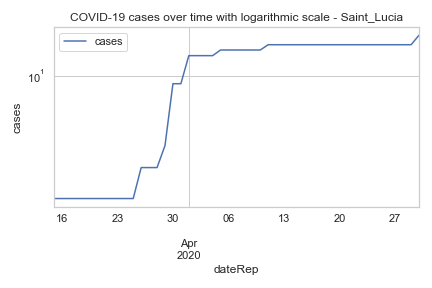 COVID-19 cases over time with logarithmic scale - Saint_Lucia
cases
10¹
cases
16 23 30 06 13 20 27
Apr
2020
dateRep